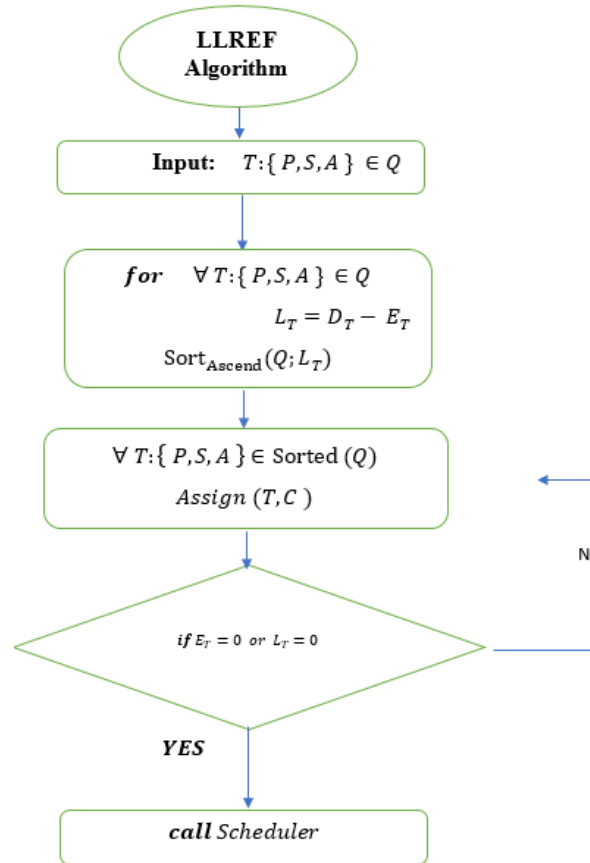 LLREF
Algorithm
Input: T:{ P,S,A } ∈ Q
for ∀ T:{ P,S,A } ∈ Q
L_T = D_T − E_T
Sort_Ascend(Q; L_T)
∀ T:{ P,S,A } ∈ Sorted (Q)
Assign (T,C )
N
if E_T = 0 or L_T = 0
YES
call Scheduler